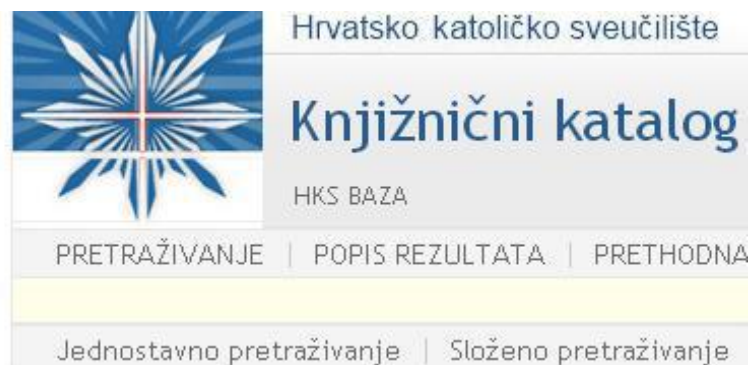 Hrvatsko katoličko sveučilište
Knjižnični katalog
HKS BAZA
PRETRAŽIVANJE | POPIS REZULTATA | PRETHODNA
Jednostavno pretraživanje | Složeno pretraživanje